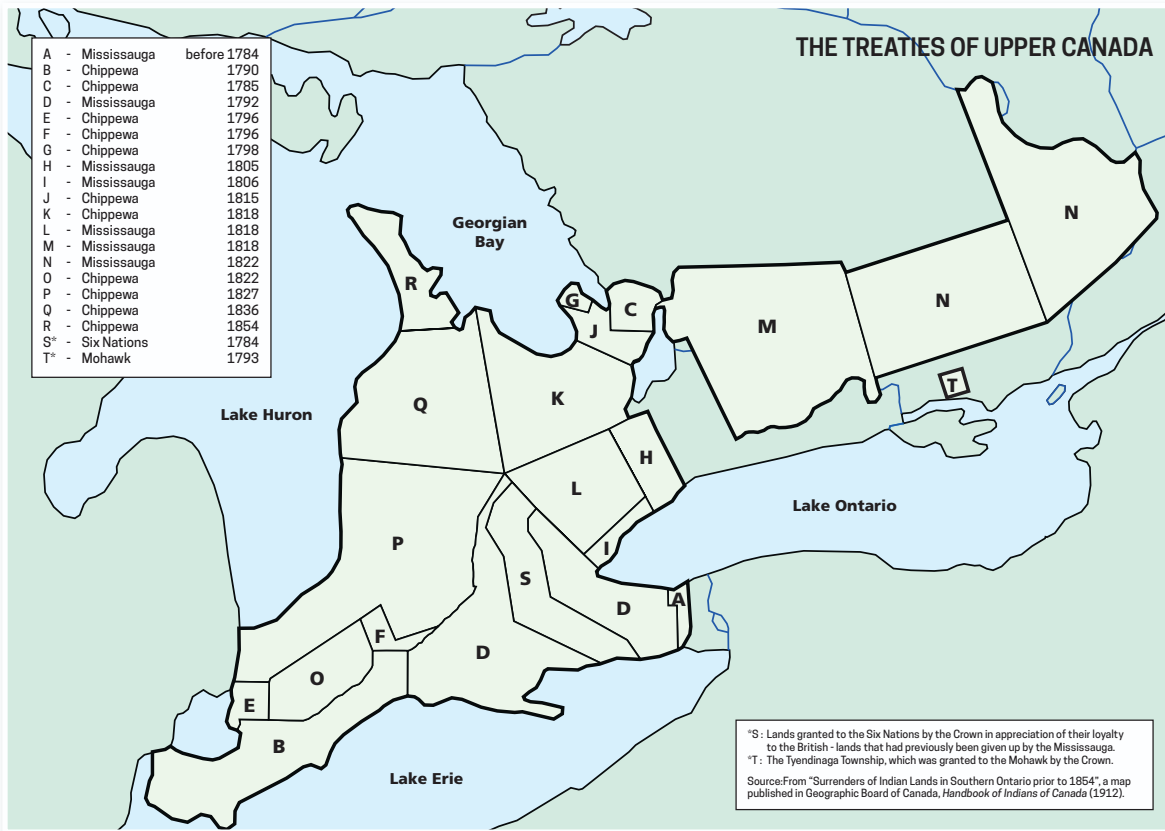 THE TREATIES OF UPPER CANADA
A - Mississauga before 1784
B - Chippewa 1790
C - Chippewa 1785
D - Mississauga 1792
E - Chippewa 1796
F - Chippewa 1796
G - Chippewa 1798
H - Mississauga 1805
I - Mississauga 1806
J - Chippewa 1815
K - Chippewa 1818
L - Mississauga 1818
M - Mississauga 1818
N - Mississauga 1822
O - Chippewa 1822
P - Chippewa 1827
Q - Chippewa 1836
R - Chippewa 1854
S* - Six Nations 1784
T* - Mohawk 1793
Georgian
Bay
N
R
G
C
N
J
M
T
Lake Huron
Q
K
H
L
Lake Ontario
P
I
S
A
D
F
D
O
E
B
Lake Erie
*S : Lands granted to the Six Nations by the Crown in appreciation of their loyalty
to the British - lands that had previously been given up by the Mississauga.
*T : The Tyendinaga Township, which was granted to the Mohawk by the Crown.
Source:From “Surrenders of Indian Lands in Southern Ontario prior to 1854”, a map
published in Geographic Board of Canada, Handbook of Indians of Canada (1912).